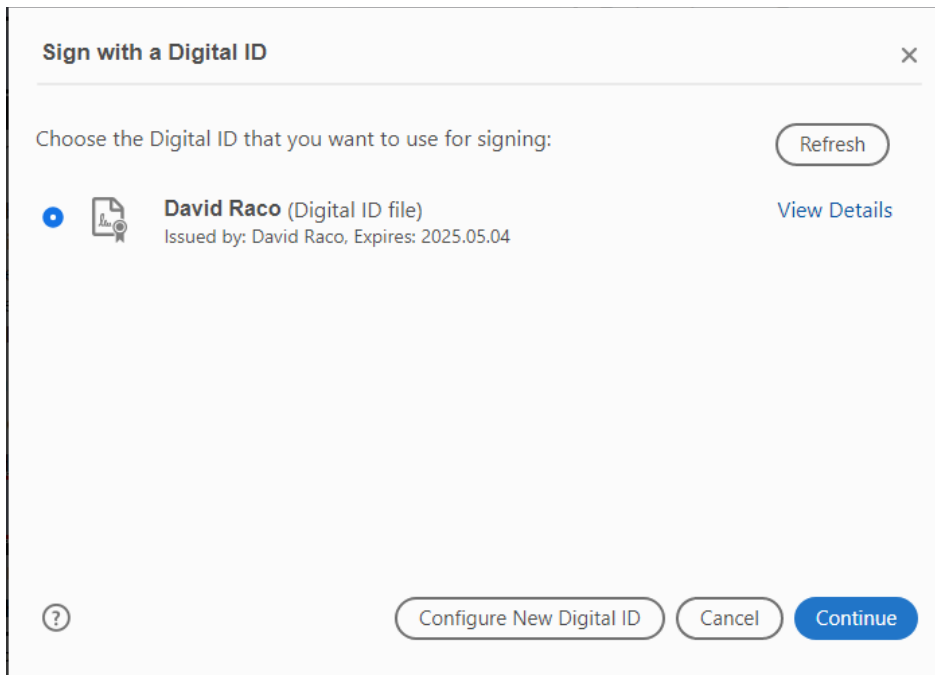 Sign with a Digital ID
Choose the Digital ID that you want to use for signing:
Refresh
David Raco (Digital ID file)
View Details
Issued by: David Raco, Expires: 2025.05.04
?
Configure New Digital ID
Cancel
Continue